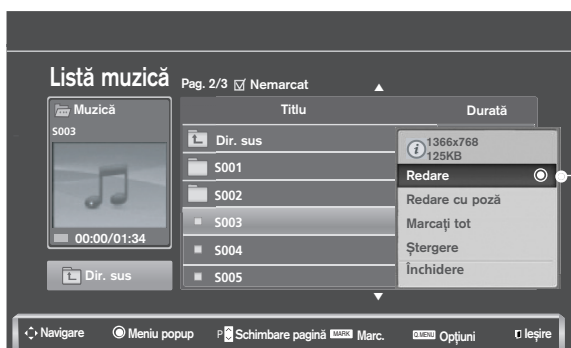 Listă muzică
Pag. 2/3 Nemarcat
Muzică
S003
00:00/01:34
Dir. sus
Titlu Durată
Dir. sus
S001
S002
S003
S004
S005
1366x768
125KB
Redare
Redare cu poză
Marcați tot
Ștergere
Închidere
Navigare Meniu popup P Schimbare pagină MARK Marc. Q.MENU Opțiuni Ieșire